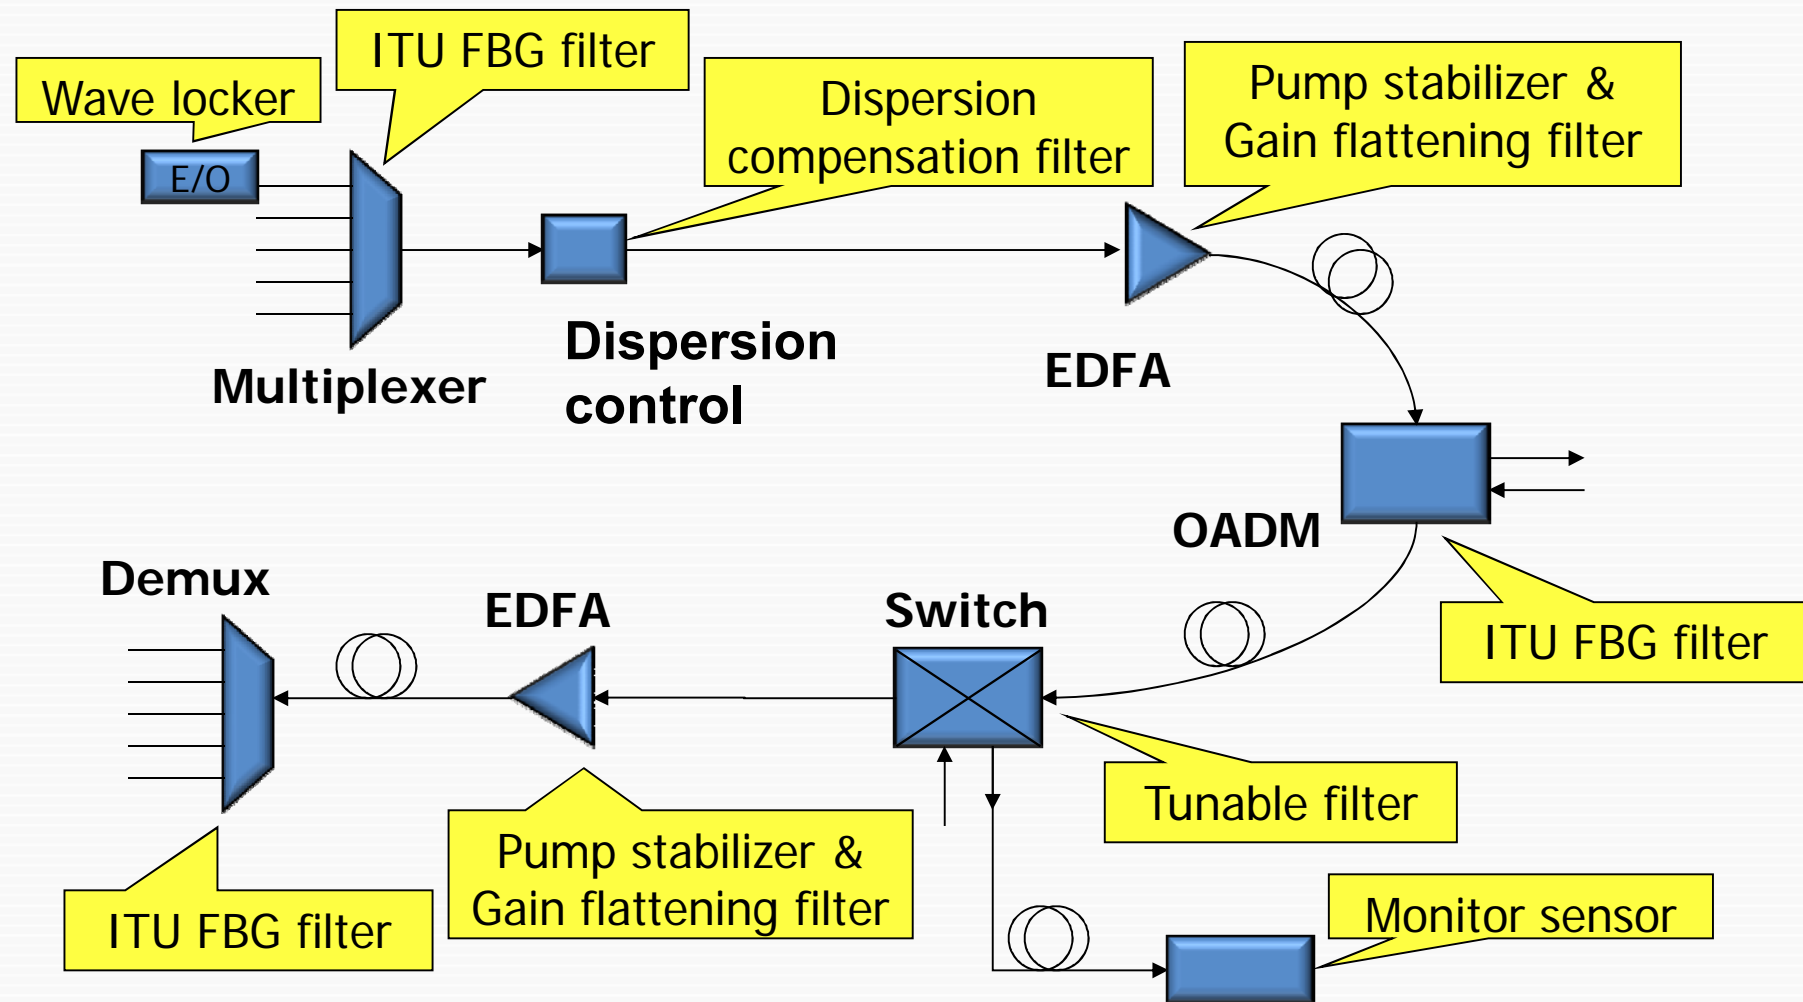 ITU FBG filter
Wave locker
Dispersion
compensation filter
Pump stabilizer &
Gain flattening filter
E/O
Multiplexer
Dispersion
control
EDFA
OADM
ITU FBG filter
Demux
EDFA
Switch
Tunable filter
Pump stabilizer &
Gain flattening filter
ITU FBG filter
Monitor sensor